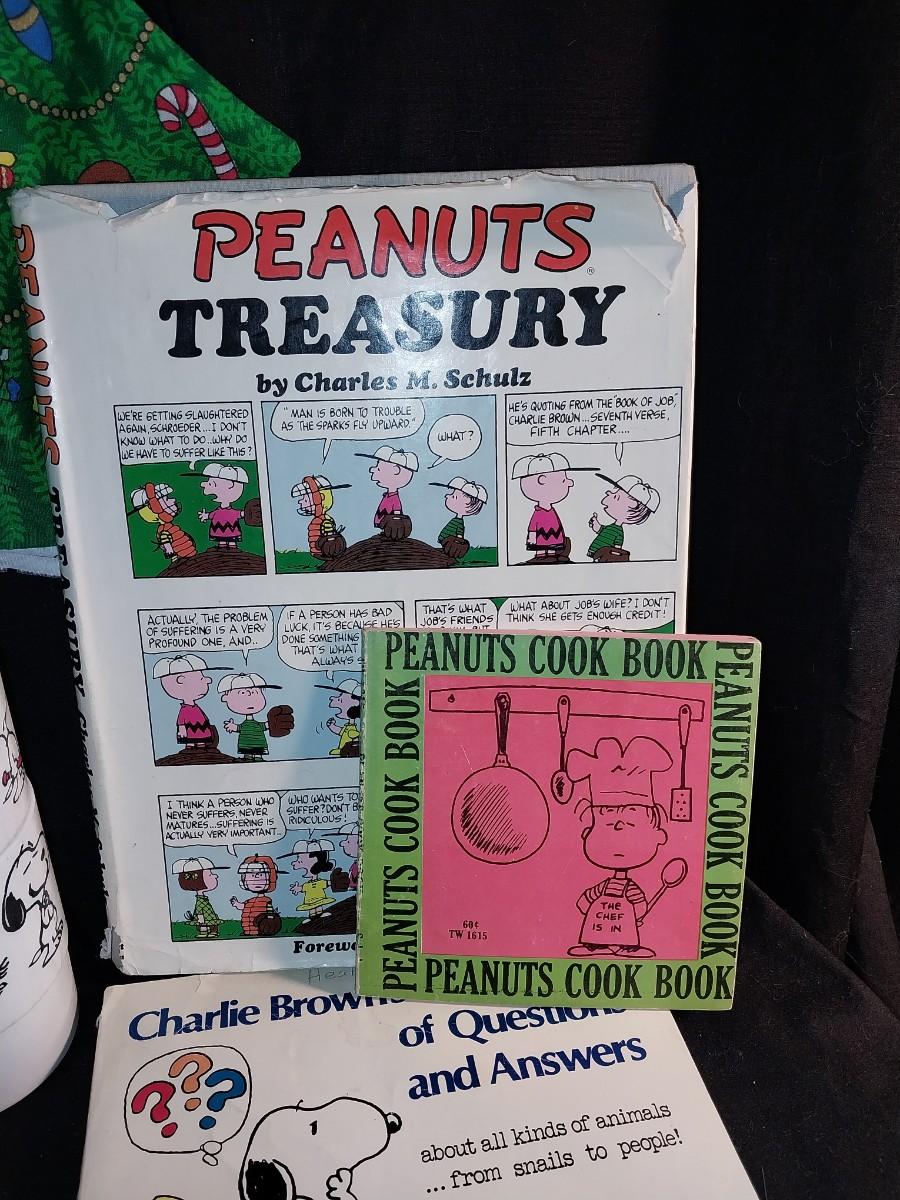 PEANUTS
TREASURY
by Charles M. Schulz
WE'RE GETTING SLAUGHTERED
AGAIN, SCHROEDER... I DON'T
KNOW WHAT TO DO.. WHY DO
WE HAVE TO SUFFER LIKE THIS?
"MAN IS BORN TO TROUBLE
AS THE SPARKS FLY UPWARD."
WHAT?
HE'S QUOTING FROM THE "BOOK OF JOB",
CHARLIE BROWN...SEVENTH VERSE,
FIFTH CHAPTER....
ACTUALLY, THE PROBLEM
OF SUFFERING IS A VERY
PROFOUND ONE, AND..
IF A PERSON HAS BAD
LUCK, IT'S BECAUSE HE'S
DONE SOMETHING
THAT'S WHAT
ALWAYS
THAT'S WHAT
JOB'S FRIENDS
WHAT ABOUT JOB'S WIFE? I DON'T
THINK SHE GETS ENOUGH CREDIT!
I THINK A PERSON WHO
NEVER SUFFERS, NEVER
MATURES...SUFFERING IS
ACTUALLY VERY IMPORTANT..
WHO WANTS TO
SUFFER? DON'T
RIDICULOUS!
PEANUTS TREASURY
PEANUTS COOK BOOK
PEANUTS COOK BOOK
PEANUTS COOK BOOK
PEANUTS COOK BOOK
THE
CHEF
IS IN
60¢
TW 1615
Charlie Brown's
of Questions
and Answers
about all kinds of animals
...from snails to people!